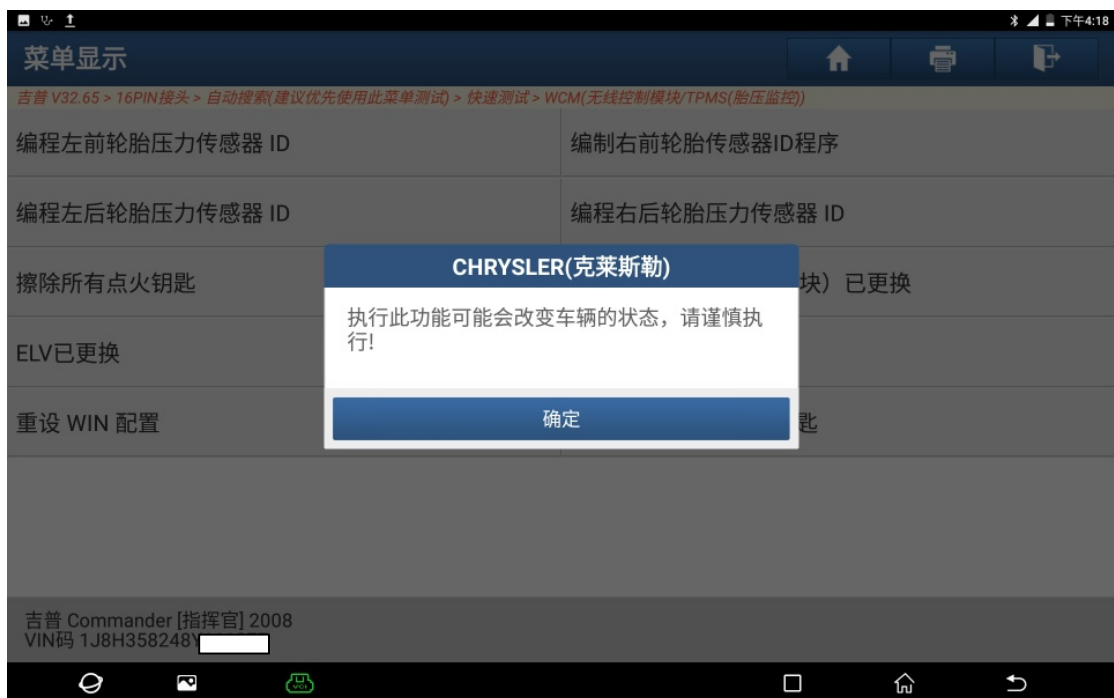 下午4:18
菜单显示
吉普 V32.65 > 16PIN接头 > 自动搜索(建议优先使用此菜单测试) > 快速测试 > WCM(无线控制模块/TPMS(胎压监控))
编程左前轮胎压力传感器 ID
编制右前轮胎传感器ID程序
编程左后轮胎压力传感器 ID
编程右后轮胎压力传感器 ID
擦除所有点火钥匙
块）已更换
CHRYSLER(克莱斯勒)
执行此功能可能会改变车辆的状态，请谨慎执
行!
ELV已更换
重设 WIN 配置
匙
确定
吉普 Commander [指挥官] 2008
VIN码 1J8H358248Y
VCI